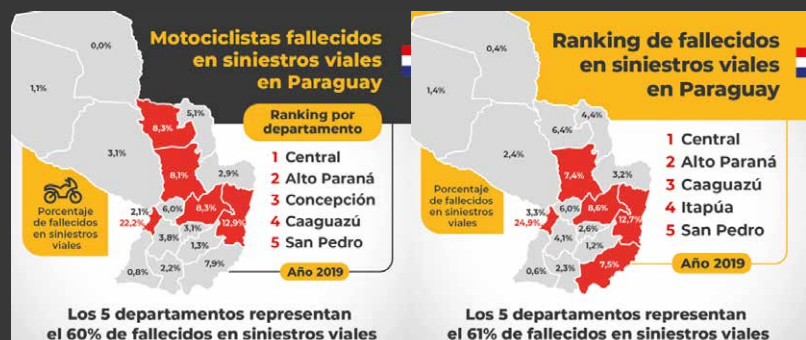 Motociclistas fallecidos
en siniestros viales
en Paraguay
0,0%
1,1%
5,1%
8,3%
3,1%
8,1%
2,9%
2,1%
6,0%
8,3%
22,2%
12,9%
3,1%
3,8%
1,3%
7,9%
0,8%
2,2%
Ranking por
departamento
1 Central
2 Alto Paraná
3 Concepción
4 Caaguazú
5 San Pedro
Porcentaje
de fallecidos
en siniestros
viales
Año 2019
Los 5 departamentos representan
el 60% de fallecidos en siniestros viales
Ranking de fallecidos
en siniestros viales
en Paraguay
0,4%
1,4%
4,4%
6,4%
2,4%
7,4%
3,2%
3,3%
6,0%
8,6%
24,9%
12,7%
2,6%
4,1%
1,2%
7,5%
0,6%
2,3%
1 Central
2 Alto Paraná
3 Caaguazú
4 Itapúa
5 San Pedro
Porcentaje
de fallecidos
en siniestros
viales
Año 2019
Los 5 departamentos representan
el 61% de fallecidos en siniestros viales